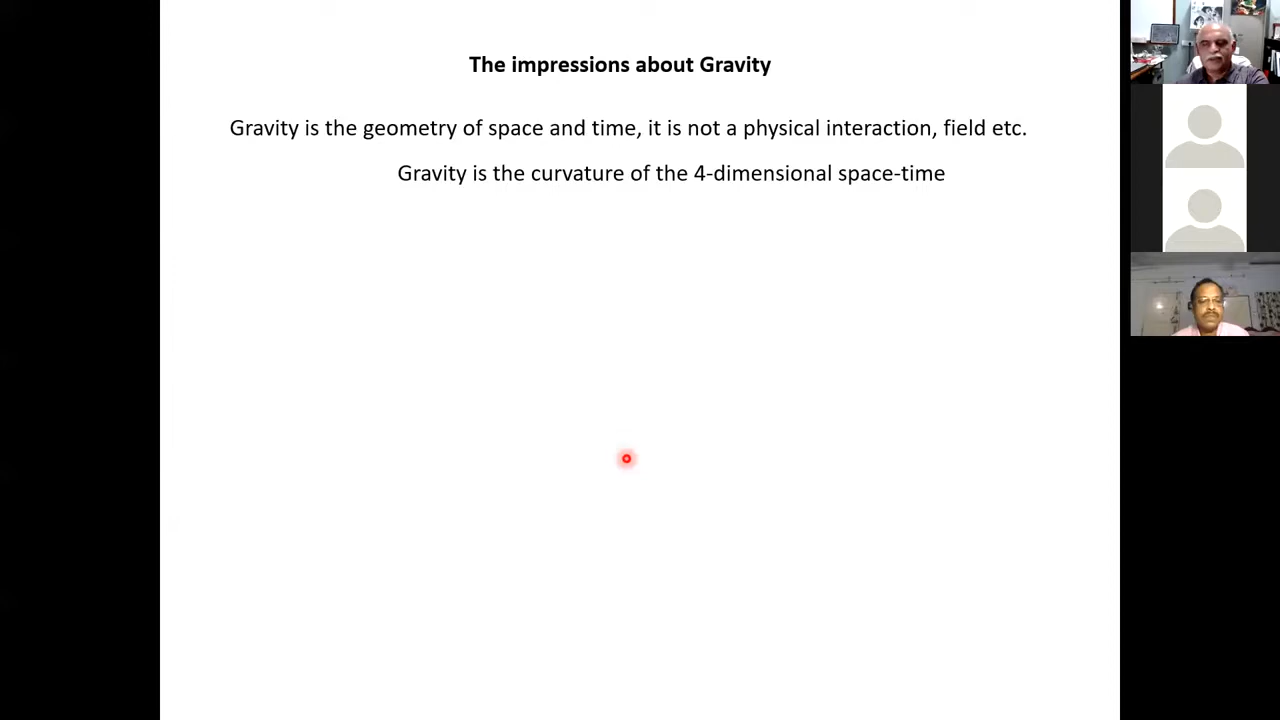 The impressions about Gravity
Gravity is the geometry of space and time, it is not a physical interaction, field etc.
Gravity is the curvature of the 4-dimensional space-time